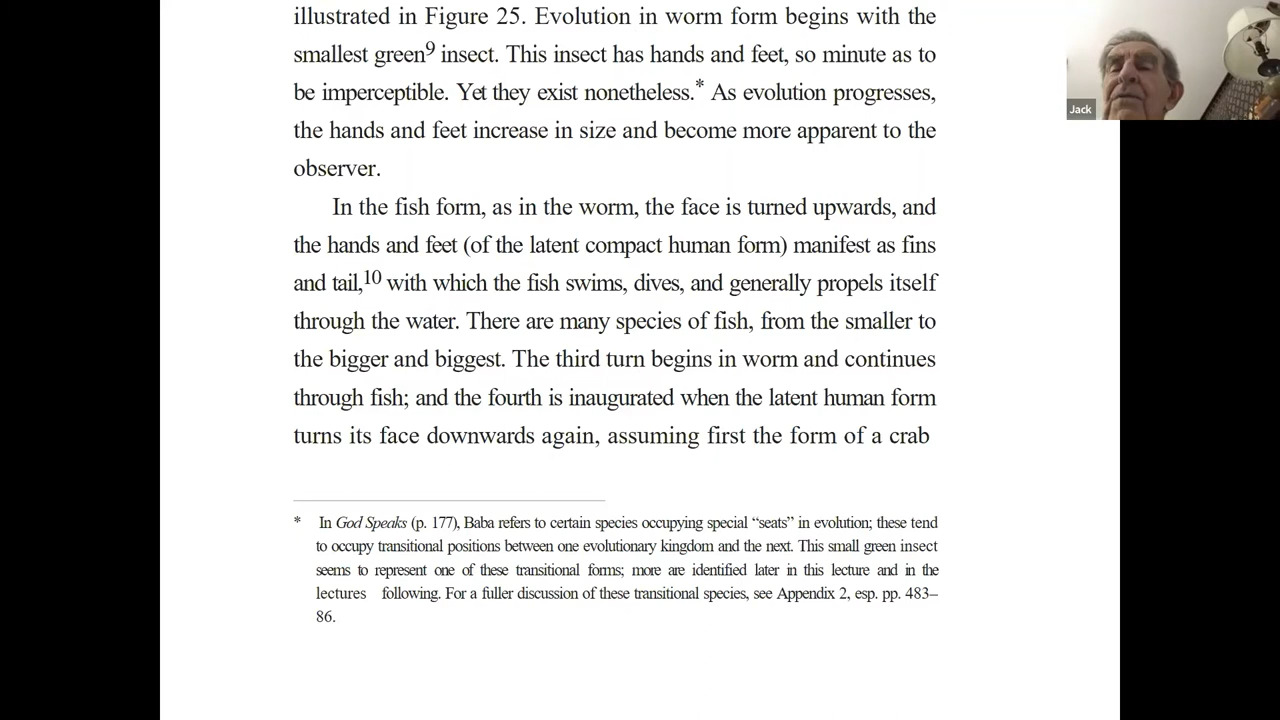 illustrated in Figure 25. Evolution in worm form begins with the
smallest green9 insect. This insect has hands and feet, so minute as to
be imperceptible. Yet they exist nonetheless.* As evolution progresses,
the hands and feet increase in size and become more apparent to the
observer.
In the fish form, as in the worm, the face is turned upwards, and
the hands and feet (of the latent compact human form) manifest as fins
and tail,10 with which the fish swims, dives, and generally propels itself
through the water. There are many species of fish, from the smaller to
the bigger and biggest. The third turn begins in worm and continues
through fish; and the fourth is inaugurated when the latent human form
turns its face downwards again, assuming first the form of a crab
* In God Speaks (p. 177), Baba refers to certain species occupying special “seats” in evolution; these tend
to occupy transitional positions between one evolutionary kingdom and the next. This small green insect
seems to represent one of these transitional forms; more are identified later in this lecture and in the
lectures following. For a fuller discussion of these transitional species, see Appendix 2, esp. pp. 483–
86.
Jack